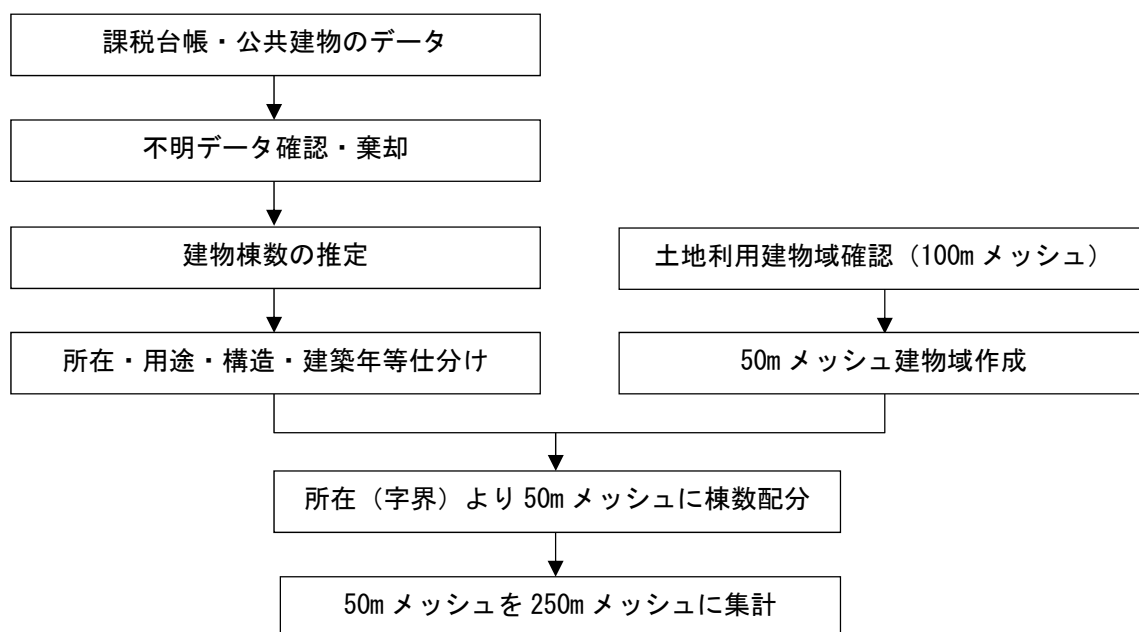 課税台帳・公共建物のデータ
不明データ確認・棄却
建物棟数の推定
土地利用建物域確認（100m メッシュ）
所在・用途・構造・建築年等仕分け
50m メッシュ建物域作成
所在（字界）より 50m メッシュに棟数配分
50m メッシュを 250m メッシュに集計